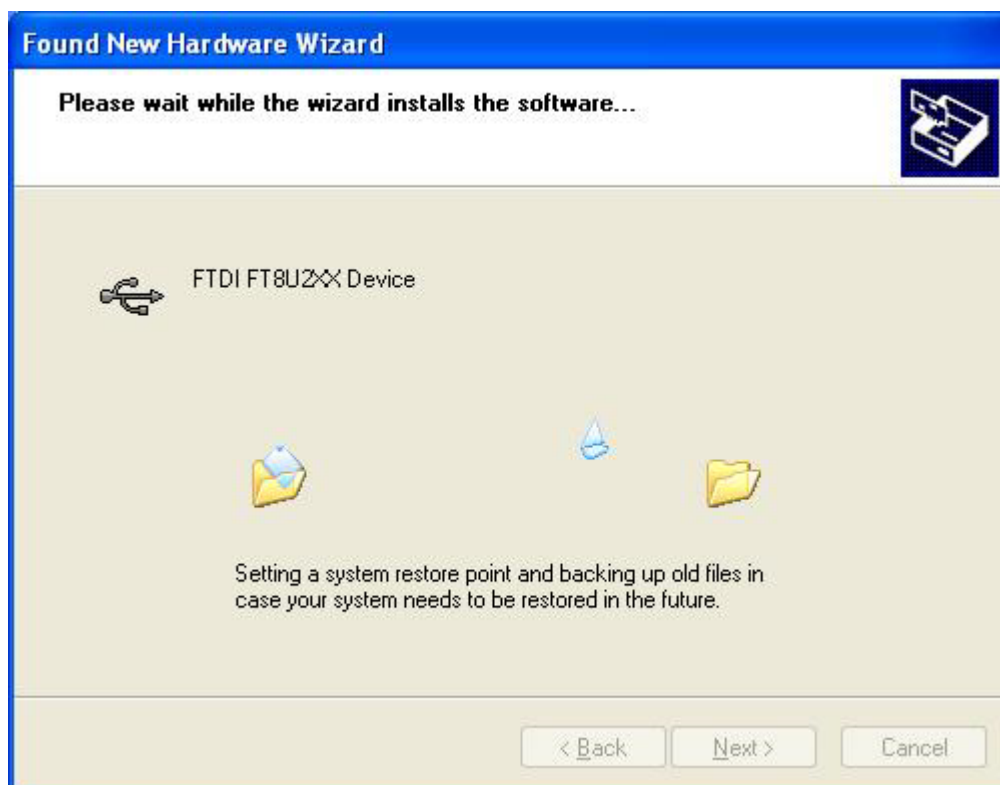 Found New Hardware Wizard
Please wait while the wizard installs the software...
FTDI FT8U2XX Device
Setting a system restore point and backing up old files in
case your system needs to be restored in the future.
< Back
Next >
Cancel